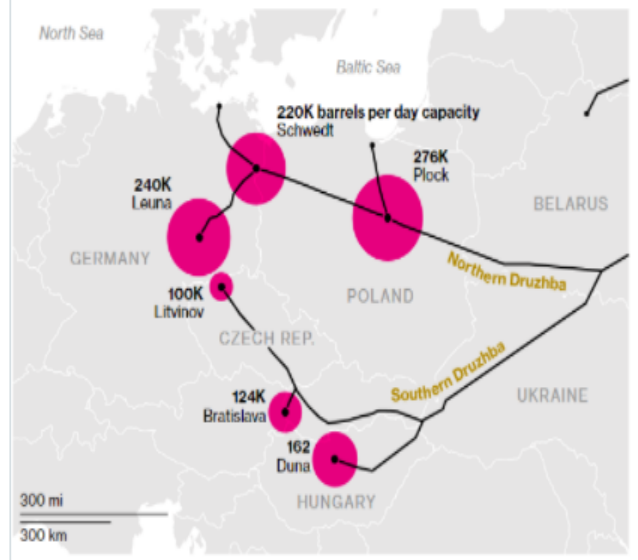 North Sea
Baltic Sea
220K barrels per day capacity
Schwedt
276K
Plock
240K
Leuna
BELARUS
GERMANY
Northern Druzhba
100K
Litvinov
POLAND
CZECH REP.
Southern Druzhba
UKRAINE
124K
Bratislava
162
Duna
HUNGARY
300 mi
300 km